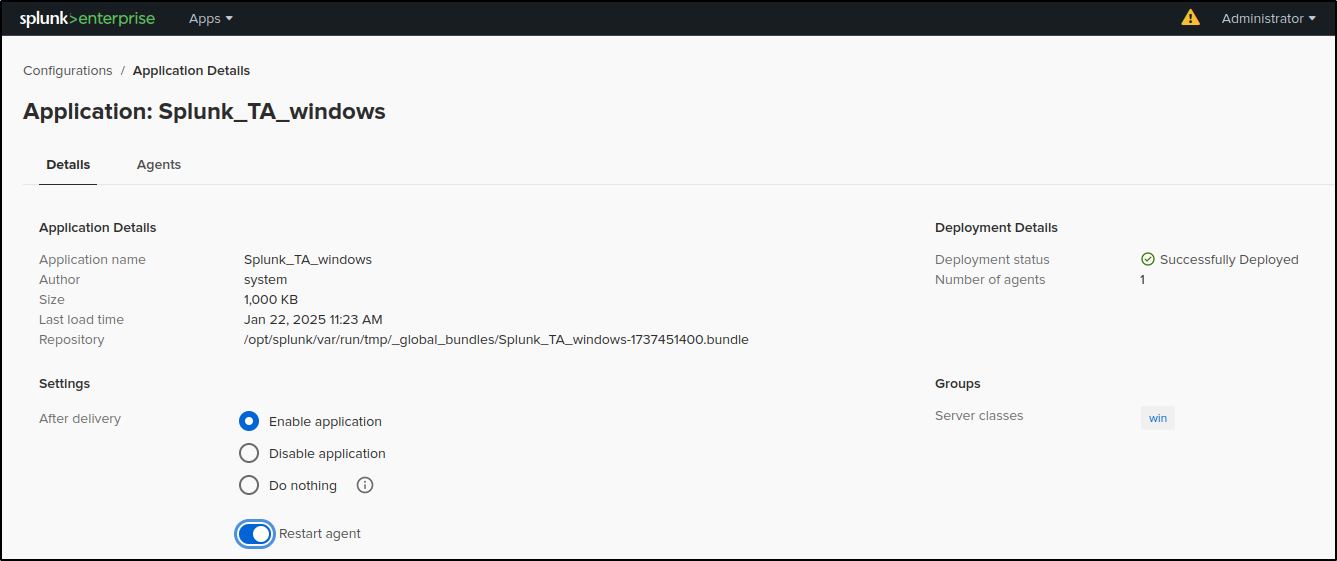 splunk>enterprise Apps Administrator
Configurations / Application Details
Application: Splunk_TA_windows
Details Agents
Application Details
Application name Splunk_TA_windows
Author system
Size 1,000 KB
Last load time Jan 22, 2025 11:23 AM
Repository /opt/splunk/var/run/tmp/_global_bundles/Splunk_TA_windows-1737451400.bundle
Deployment Details
Deployment status Successfully Deployed
Number of agents 1
Settings
After delivery
Enable application
Disable application
Do nothing
Restart agent
Groups
Server classes win